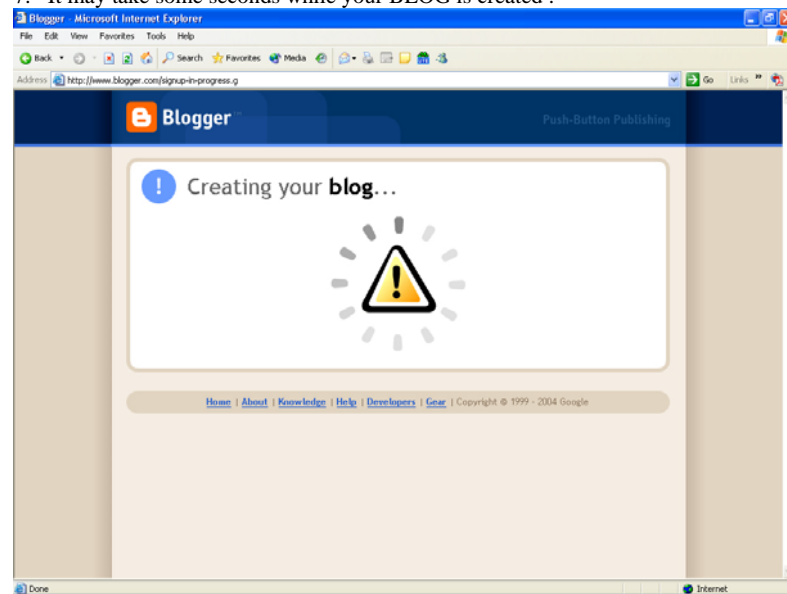 7. It may take some seconds while your BLOG is created .
Blogger - Microsoft Internet Explorer
File Edit View Favorites Tools Help
Back Search Favorites Media
Address http://www.blogger.com/signup-in-progress.g Go Links »
Blogger™ Push-Button Publishing
! Creating your blog...
!
Home | About | Knowledge | Help | Developers | Gear | Copyright © 1999 - 2004 Google
Done Internet